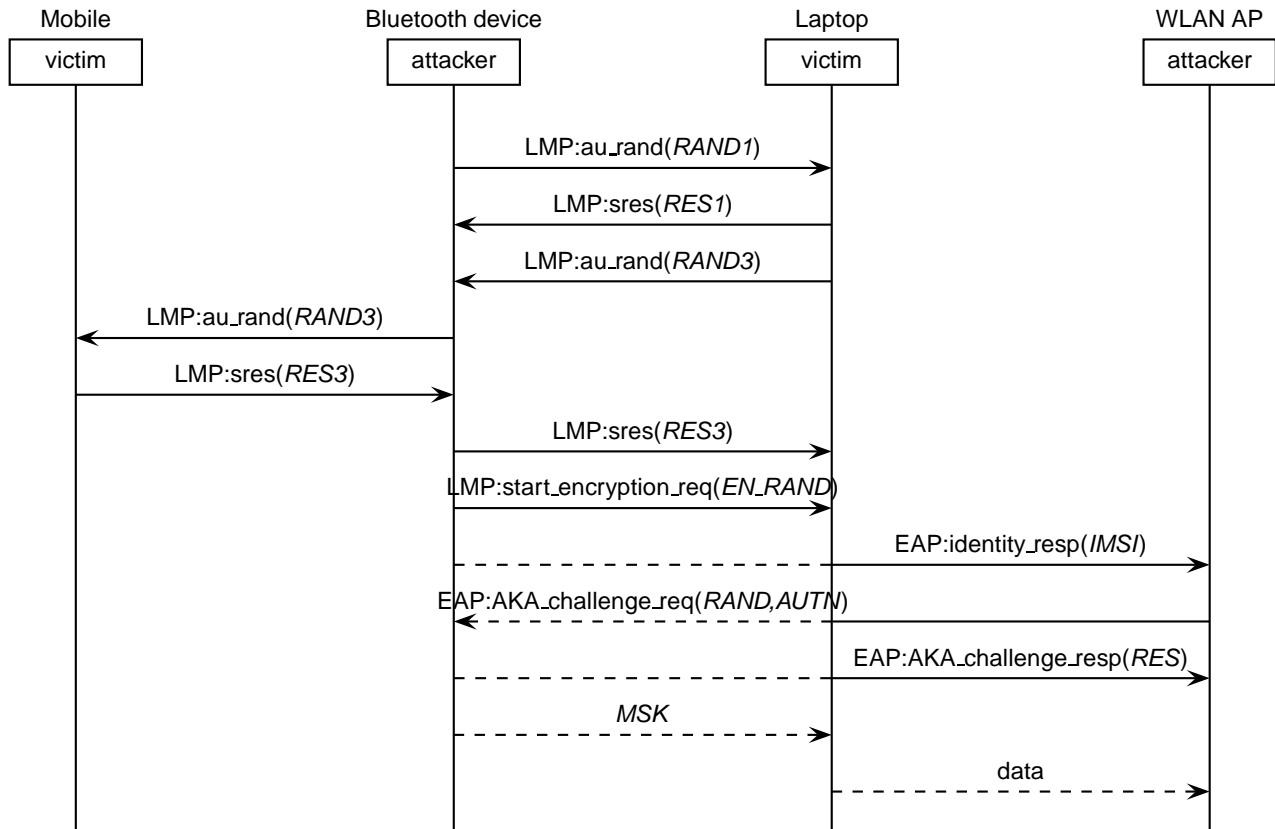 Mobile Bluetooth device Laptop WLAN AP
victim attacker victim attacker
LMP:au_rand(RAND1)
LMP:sres(RES1)
LMP:au_rand(RAND3)
LMP:au_rand(RAND3)
LMP:sres(RES3)
LMP:sres(RES3)
LMP:start_encryption_req(EN_RAND)
EAP:identity_resp(IMSI)
EAP:AKA_challenge_req(RAND,AUTN)
EAP:AKA_challenge_resp(RES)
MSK
data